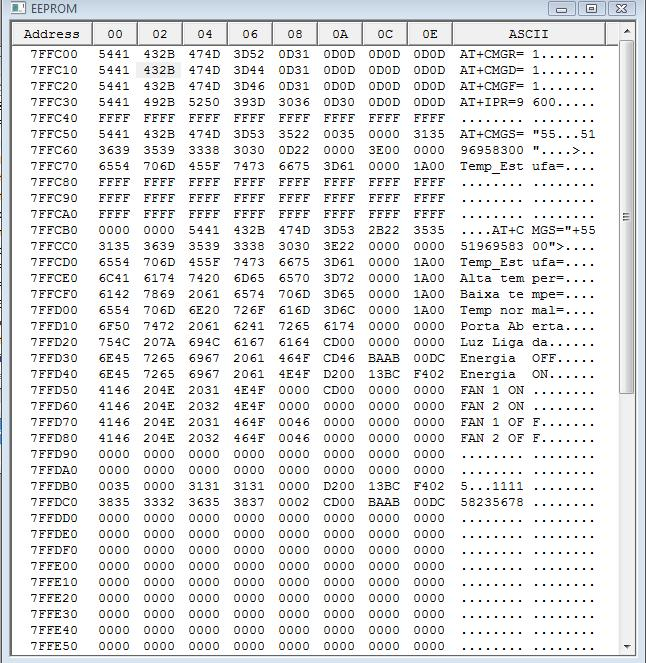 EEPROM
Address 00 02 04 06 08 0A 0C 0E ASCII
7FFC00 5441 432B 474D 3D52 0D31 0D0D 0D0D 0D0D AT+CMGR= 1.......
7FFC10 5441 432B 474D 3D44 0D31 0D0D 0D0D 0D0D AT+CMGD= 1.......
7FFC20 5441 432B 474D 3D46 0D31 0D0D 0D0D 0D0D AT+CMGF= 1.......
7FFC30 5441 492B 5250 393D 3036 0D30 0D0D 0D0D AT+IPR=9 600.....
7FFC40 FFFF FFFF FFFF FFFF FFFF FFFF FFFF FFFF ........ ........
7FFC50 5441 432B 474D 3D53 3522 0035 0000 3135 AT+CMGS= "55...51
7FFC60 3639 3539 3338 3030 0D22 0000 3E00 0000 96958300 "....>..
7FFC70 6554 706D 455F 7473 6675 3D61 0000 1A00 Temp_Est ufa=....
7FFC80 FFFF FFFF FFFF FFFF FFFF FFFF FFFF FFFF ........ ........
7FFC90 FFFF FFFF FFFF FFFF FFFF FFFF FFFF FFFF ........ ........
7FFCA0 FFFF FFFF FFFF FFFF FFFF FFFF FFFF FFFF ........ ........
7FFCB0 0000 0000 5441 432B 474D 3D53 2B22 3535 ....AT+C MGS="+55
7FFCC0 3135 3639 3539 3338 3030 3E22 0000 0000 51969583 00">....
7FFCD0 6554 706D 455F 7473 6675 3D61 0000 1A00 Temp_Est ufa=....
7FFCE0 6C41 6174 7420 6D65 6570 3D72 0000 1A00 Alta tem per=....
7FFCF0 6142 7869 2061 6574 706D 3D65 0000 1A00 Baixa te mpe=....
7FFD00 6554 706D 6E20 726F 616D 3D6C 0000 1A00 Temp nor mal=....
7FFD10 6F50 7472 2061 6241 7265 6174 0000 0000 Porta Ab erta....
7FFD20 754C 207A 694C 6167 6164 CD00 0000 0000 Luz Liga da......
7FFD30 6E45 7265 6967 2061 464F CD46 BAAB 00DC Energia OFF.....
7FFD40 6E45 7265 6967 2061 4E4F D200 13BC F402 Energia ON......
7FFD50 4146 204E 2031 4E4F 0000 CD00 0000 0000 FAN 1 ON ........
7FFD60 4146 204E 2032 4E4F 0000 CD00 0000 0000 FAN 2 ON ........
7FFD70 4146 204E 2031 464F 0046 0000 0000 0000 FAN 1 OF F.......
7FFD80 4146 204E 2032 464F 0046 0000 0000 0000 FAN 2 OF F.......
7FFD90 0000 0000 0000 0000 0000 0000 0000 0000 ........ ........
7FFDA0 0000 0000 0000 0000 0000 0000 0000 0000 ........ ........
7FFDB0 0035 0000 3131 3131 0000 D200 13BC F402 5...1111 ........
7FFDC0 3835 3332 3635 3837 0002 CD00 BAAB 00DC 58235678 ........
7FFDD0 0000 0000 0000 0000 0000 0000 0000 0000 ........ ........
7FFDE0 0000 0000 0000 0000 0000 0000 0000 0000 ........ ........
7FFDF0 0000 0000 0000 0000 0000 0000 0000 0000 ........ ........
7FFE00 0000 0000 0000 0000 0000 0000 0000 0000 ........ ........
7FFE10 0000 0000 0000 0000 0000 0000 0000 0000 ........ ........
7FFE20 0000 0000 0000 0000 0000 0000 0000 0000 ........ ........
7FFE30 0000 0000 0000 0000 0000 0000 0000 0000 ........ ........
7FFE40 0000 0000 0000 0000 0000 0000 0000 0000 ........ ........
7FFE50 0000 0000 0000 0000 0000 0000 0000 0000 ........ ........